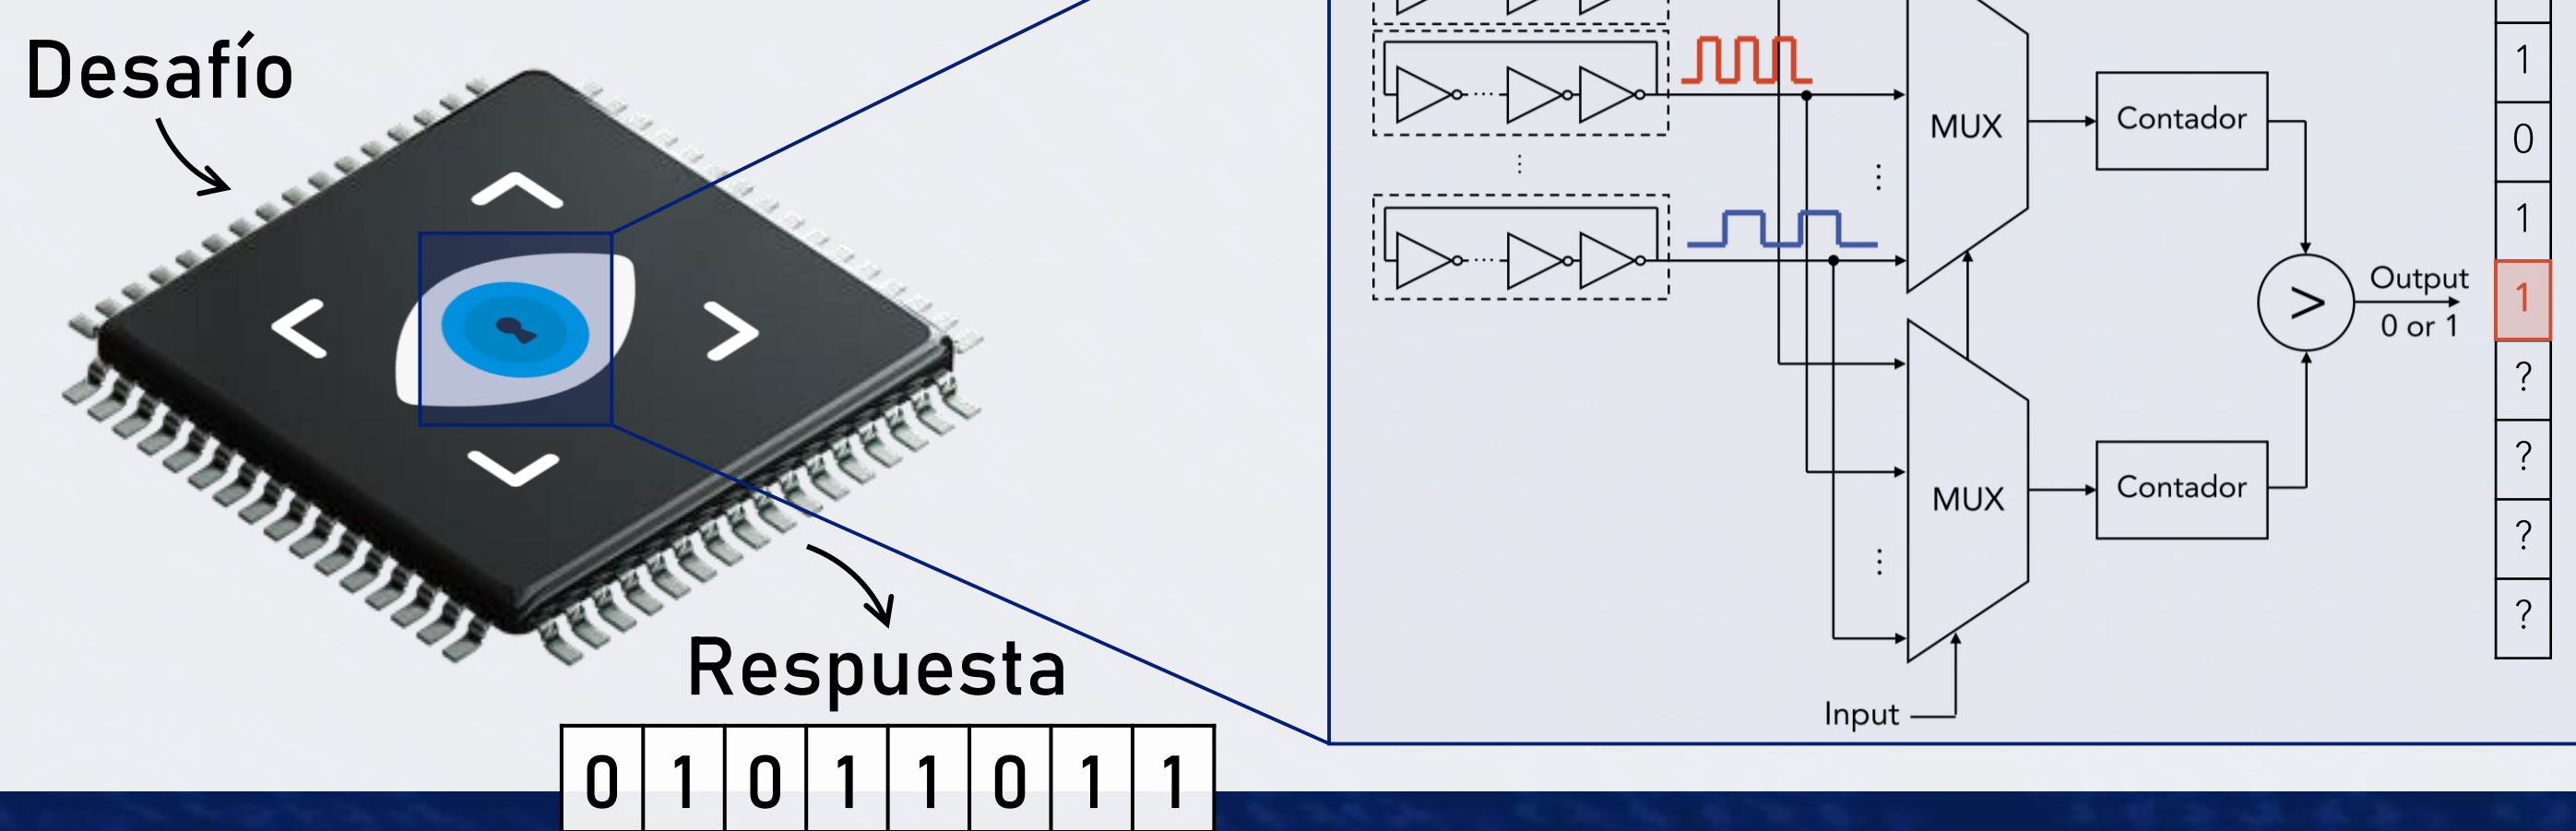 Desafío
Respuesta
0 1 0 1 1 0 1 1
MUX
Contador
MUX
Contador
Input
>
Output
0 or 1
1
0
1
1
?
?
?
?